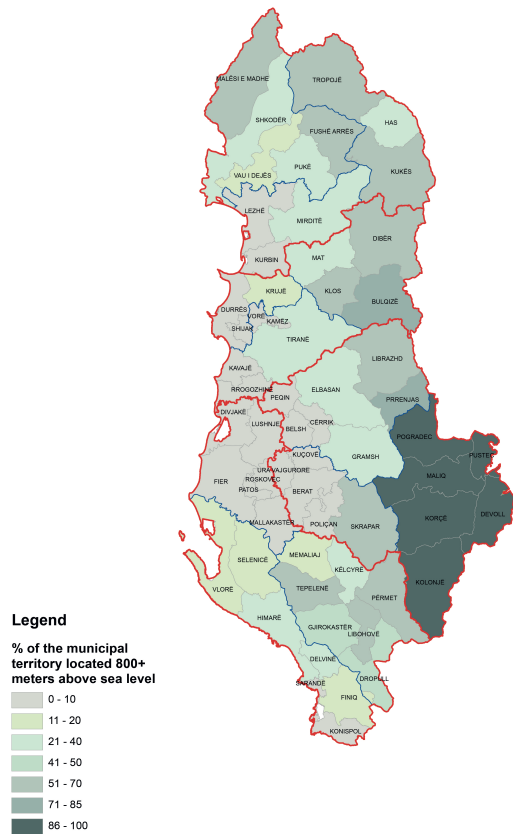 MALËSI E MADHE
TROPOJË
SHKODËR
HAS
FUSHË ARRËS
PUKË
KUKËS
VAU I DEJËS
LEZHË
MIRDITË
DIBËR
KURBIN
MAT
KRUJË
KLOS
BULQIZË
DURRËS
VORË
KAMËZ
SHIJAK
TIRANË
LIBRAZHD
KAVAJË
RROGOZHINË
ELBASAN
PEQIN
PRRENJAS
DIVJAKË
LUSHNJË
CËRRIK
BELSH
POGRADEC
KUÇOVË
GRAMSH
PUSTEC
URA VAJGURORE
MALIQ
FIER
ROSKOVEC
PATOS
BERAT
DEVOLL
KORÇË
MALLAKASTËR
POLIÇAN
SKRAPAR
MEMALIAJ
SELENICË
KËLCYRË
KOLONJË
VLORË
TEPELENË
PËRMET
HIMARË
GJIROKASTËR
LIBOHOVË
DELVINË
SARANDË
DROPULL
FINIQ
KONISPOL
Legend
% of the municipal
territory located 800+
meters above sea level
0 - 10
11 - 20
21 - 40
41 - 50
51 - 70
71 - 85
86 - 100